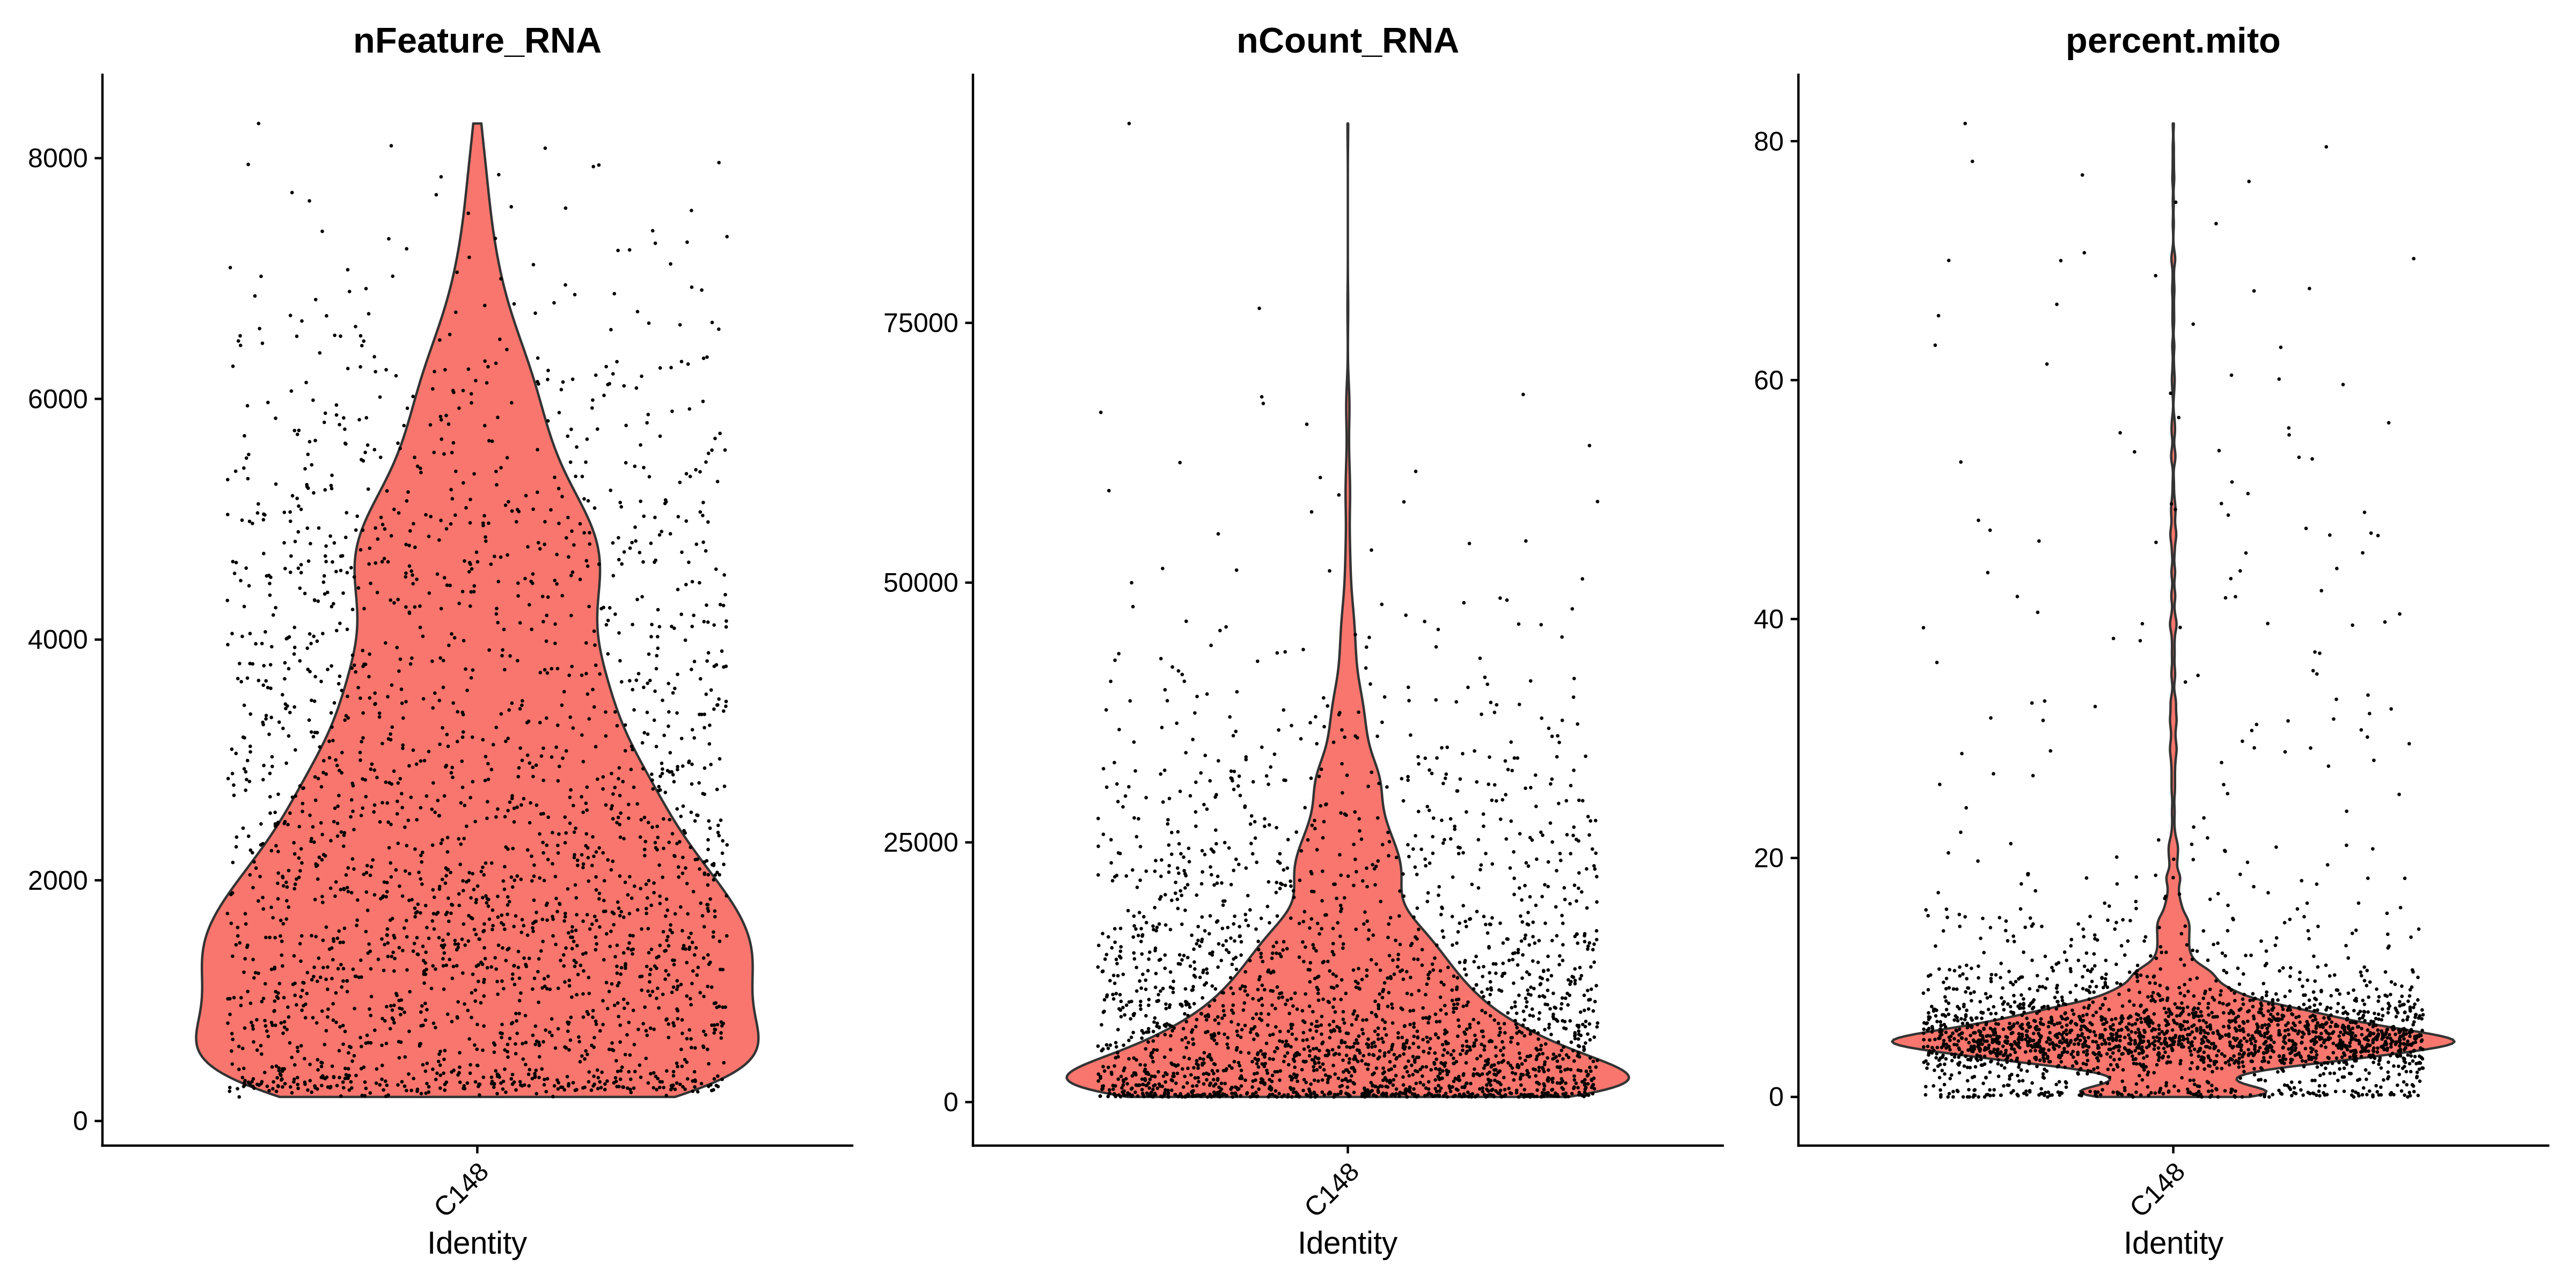 nFeature_RNA
8000
6000
4000
2000
0
C148
Identity
nCount_RNA
75000
50000
25000
0
C148
Identity
percent.mito
80
60
40
20
0
C148
Identity